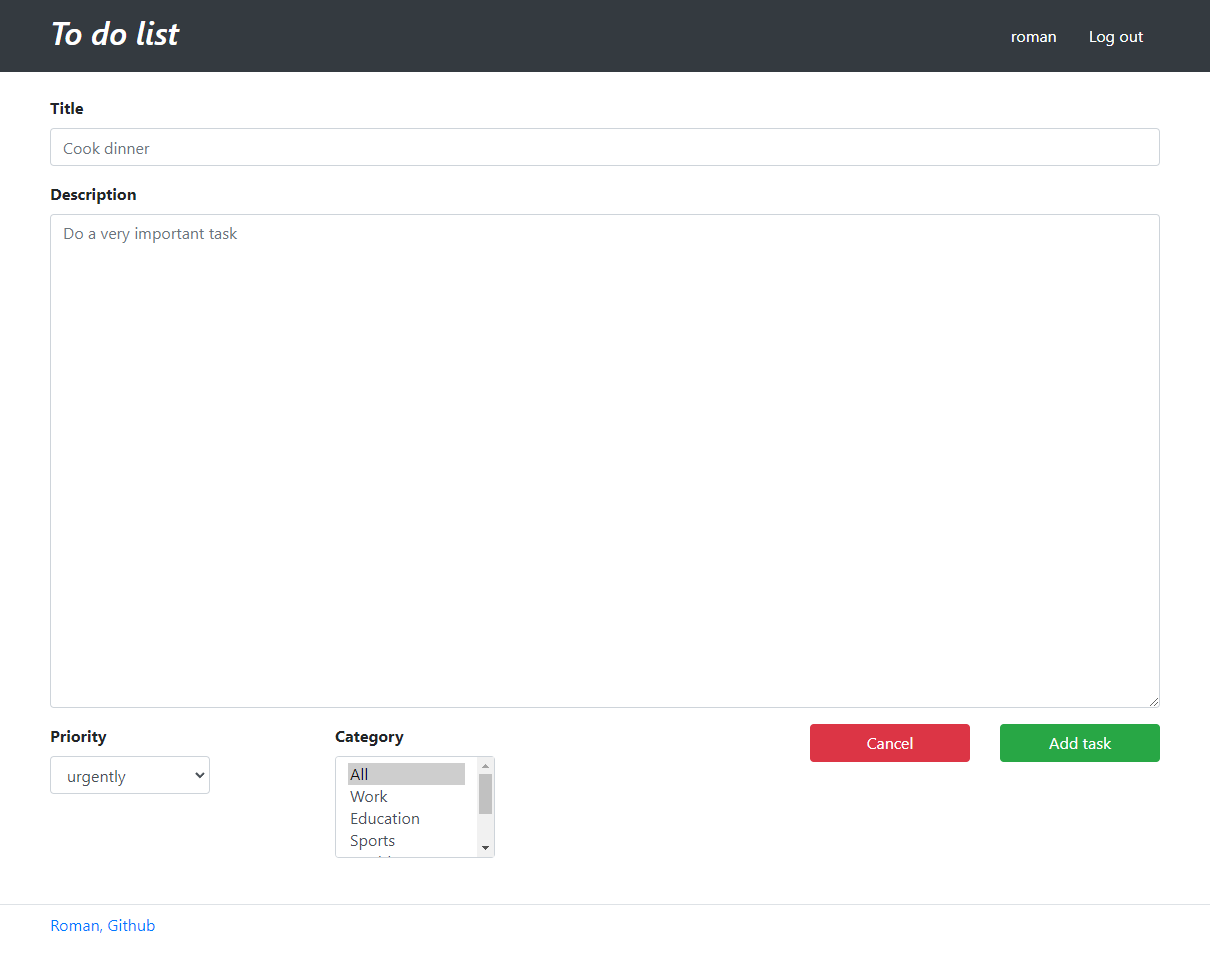 To do list
roman
Log out
Title
Cook dinner
Description
Do a very important task
Priority
Category
Cancel
Add task
urgently
All
Work
Education
Sports
Roman, Github